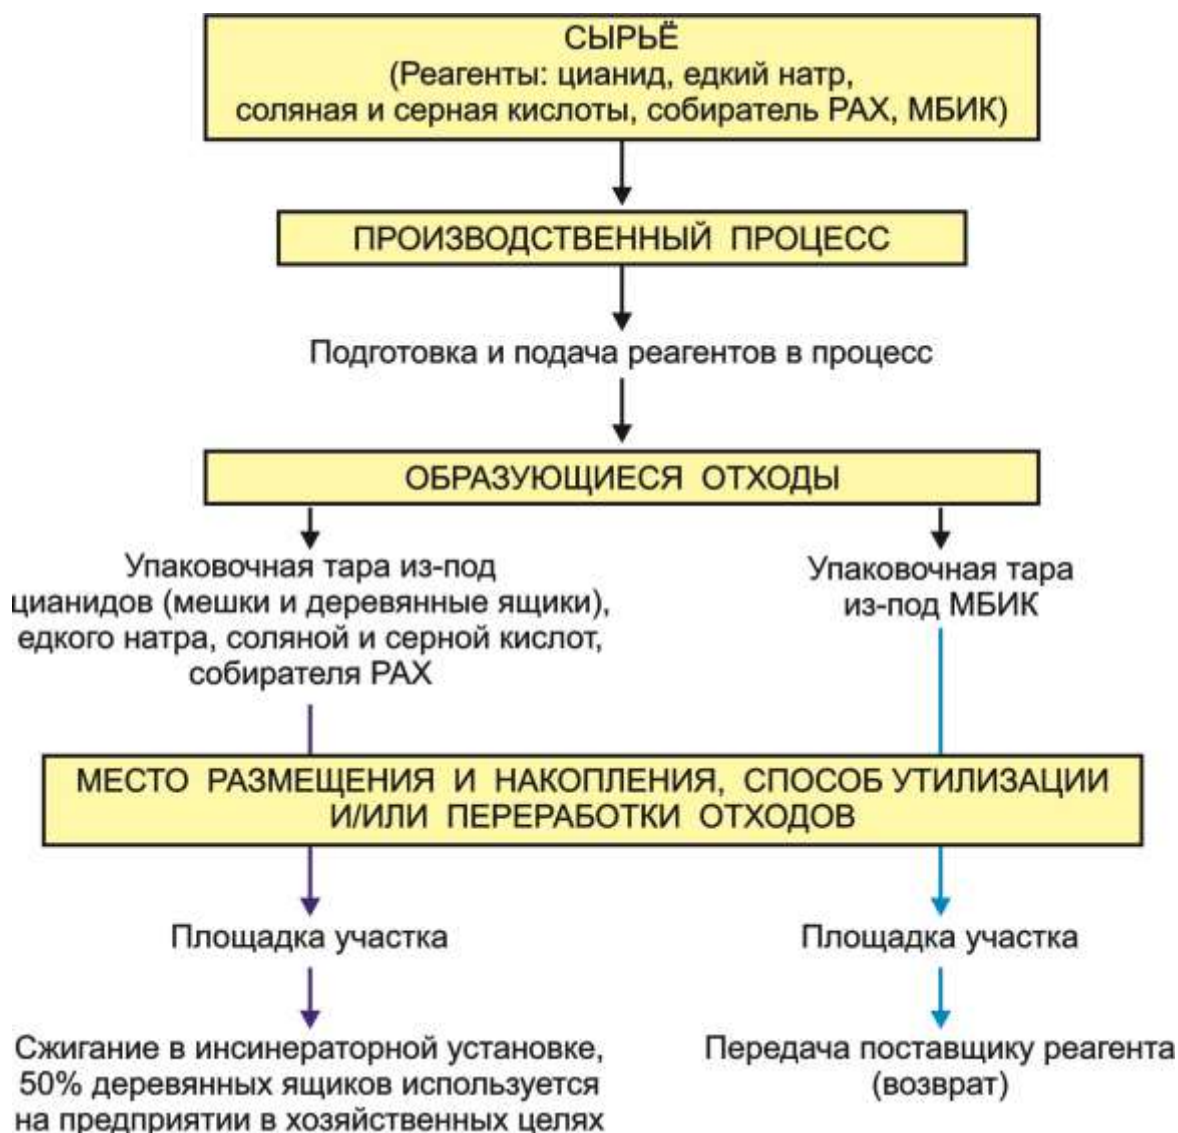 СЫРЬЁ
(Реагенты: цианид, едкий натр,
соляная и серная кислоты, собиратель РАХ, МБИК)
ПРОИЗВОДСТВЕННЫЙ ПРОЦЕСС
Подготовка и подача реагентов в процесс
ОБРАЗУЮЩИЕСЯ ОТХОДЫ
Упаковочная тара из-под
цианидов (мешки и деревянные ящики),
едкого натра, соляной и серной кислот,
собирателя РАХ
Упаковочная тара
из-под МБИК
МЕСТО РАЗМЕЩЕНИЯ И НАКОПЛЕНИЯ, СПОСОБ УТИЛИЗАЦИИ
И/ИЛИ ПЕРЕРАБОТКИ ОТХОДОВ
Площадка участка
Площадка участка
Сжигание в инсинераторной установке,
50% деревянных ящиков используется
на предприятии в хозяйственных целях
Передача поставщику реагента
(возврат)